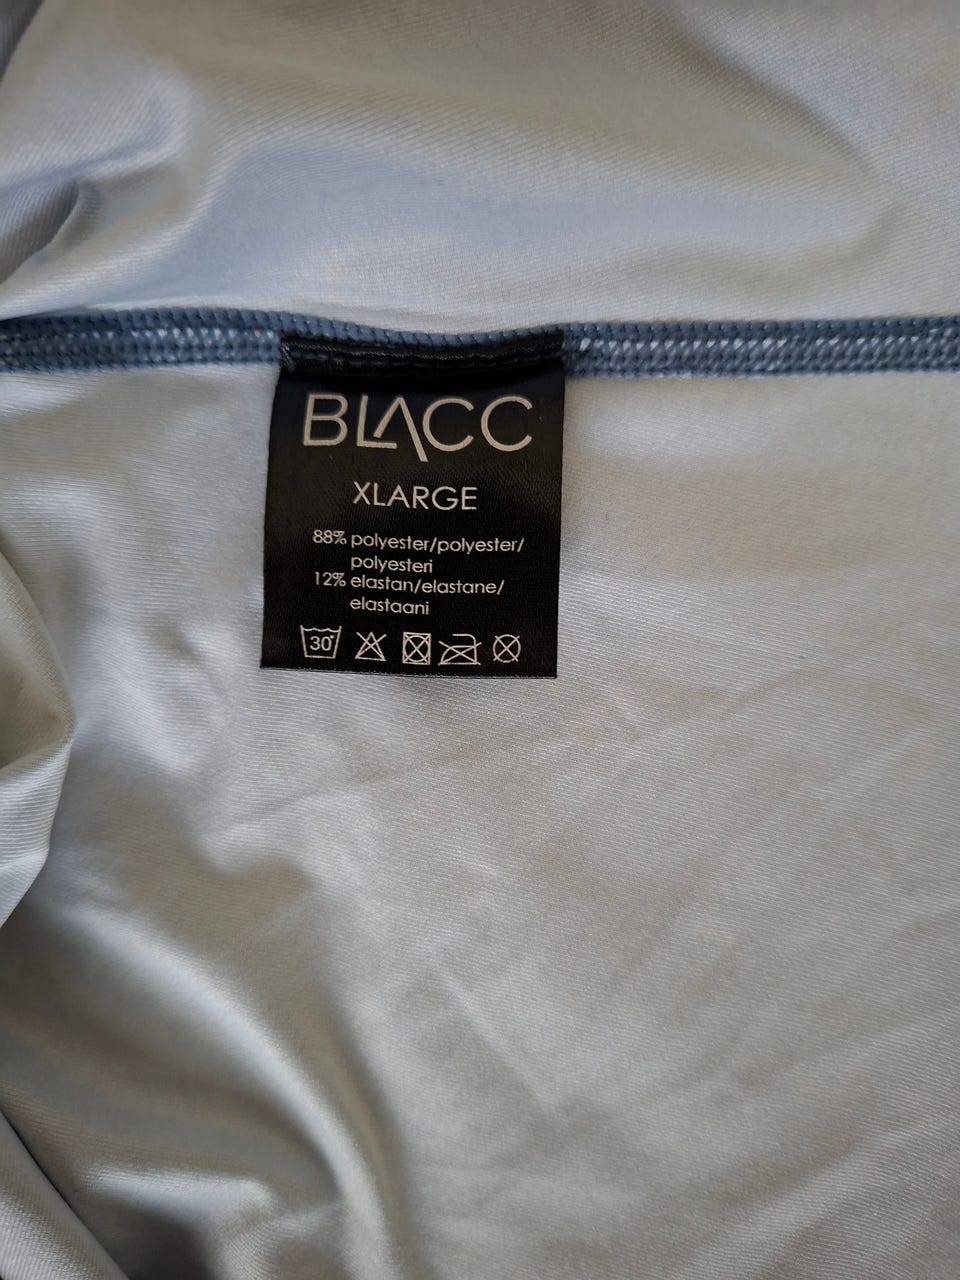 BLACC
XLARGE
88% polyester/polyester/
polyesteri
12% elastan/elastane/
elastaani
30°